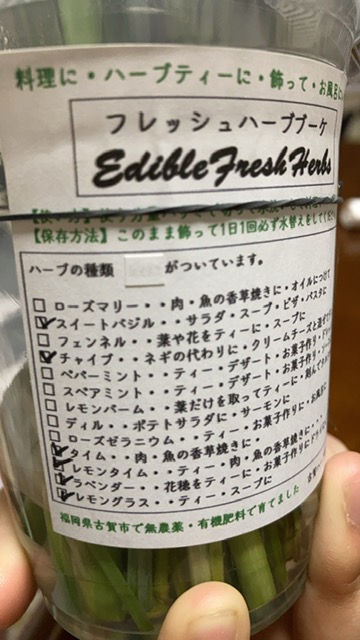 料理に・ハーブティーに・飾って・お風呂に
フレッシュハーブブーケ
EdibleFreshHerbs
【保存方法】このまま飾って1日1回必ず水替えをしてくだ
ハーブの種類 がついています。
☐ ローズマリー・・肉・魚の香草焼きに・オイルにつけて
☑ スイートバジル・・サラダ・スープ・ピザ・パスタに
☐ フェンネル・・葉や花をティーに・スープに
☑ チャイブ・・ネギの代わりに・クリームチーズと混ぜて
☐ ペパーミント・・ティー・デザート・お菓子作り
☐ スペアミント・・ティー・デザート・お菓子作り
☐ レモンバーム・・葉だけを取ってティーに・刻んで
☐ ディル・・ポテトサラダに・サーモンに
☐ ローズゼラニウム・・ティー・お菓子作りに・お風呂に
☑ タイム・・肉・魚の香草焼きに・
☑ レモンタイム・・ティー・肉・魚の香草焼きに・
☑ ラベンダー・・花穂をティーに・お菓子作りに
☑ レモングラス・・ティー・スープに
福岡県古賀市で無農薬・有機肥料で育てました